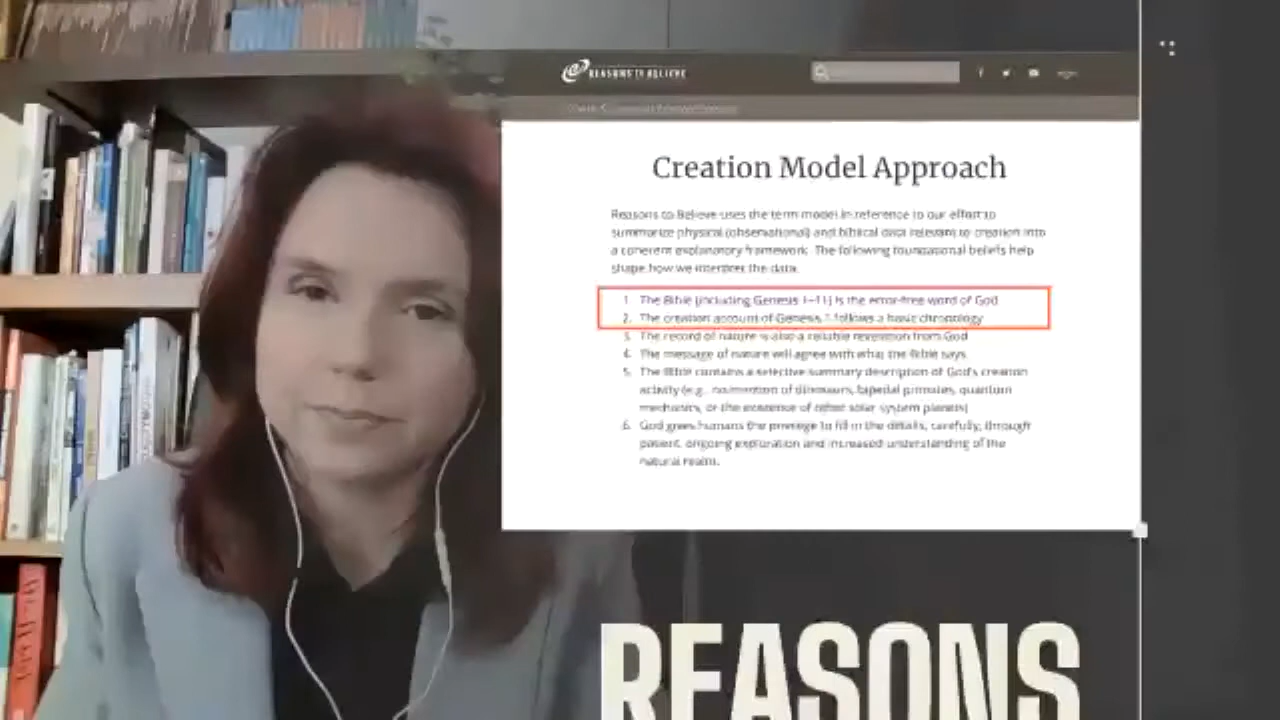 REASONS TO BELIEVE
Creation Model Approach
Reasons to Believe uses the term model in reference to our effort to
summarize physical (observational) and biblical data relevant to creation into
a coherent explanatory framework. The following foundational beliefs help
shape how we interpret the data.
1. The Bible (including Genesis 1–11) is the error-free word of God
2. The creation account of Genesis 1 follows a basic chronology
3. The record of nature is also a reliable revelation from God
4. The message of nature will agree with what the Bible says
5. The Bible contains a selective summary description of God's creation
activity (e.g., no mention of dinosaurs, bipedal primates, quantum
mechanics, or the existence of other solar system planets)
6. God gives humans the privilege to fill in the details, carefully, through
patient, ongoing exploration and increased understanding of the
natural realm.
REASONS